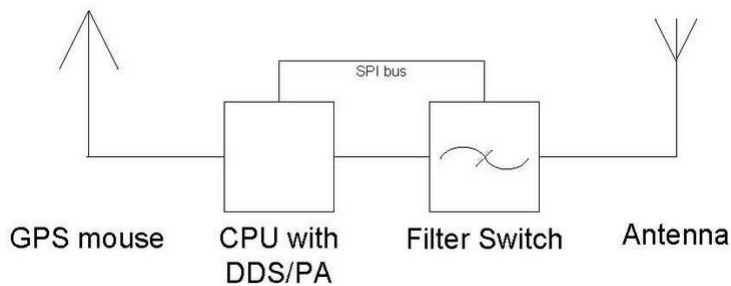 SPI bus
GPS mouse
CPU with
DDS/PA
Filter Switch
Antenna